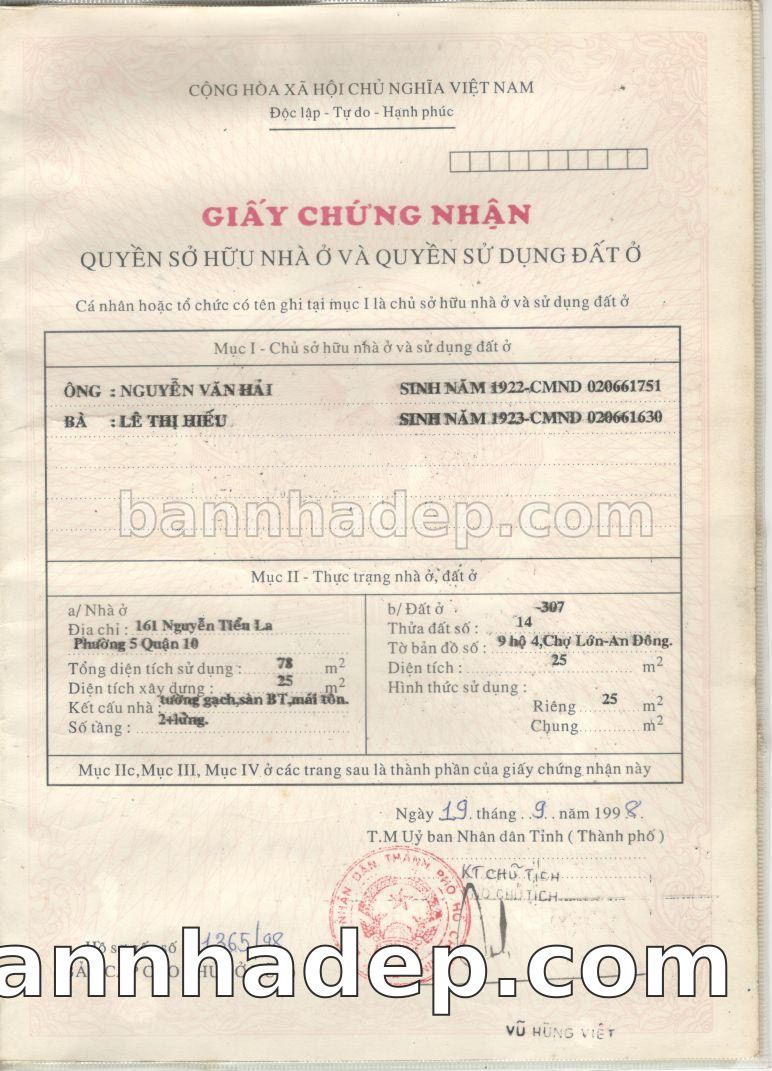 CỘNG HÒA XÃ HỘI CHỦ NGHĨA VIỆT NAM
Độc lập - Tự do - Hạnh phúc
GIẤY CHỨNG NHẬN
QUYỀN SỞ HỮU NHÀ Ở VÀ QUYỀN SỬ DỤNG ĐẤT Ở
Cá nhân hoặc tổ chức có tên ghi tại mục I là chủ sở hữu nhà ở và sử dụng đất ở
Mục I - Chủ sở hữu nhà ở và sử dụng đất ở
ÔNG : NGUYỄN VĂN HẢI SINH NĂM 1922-CMND 020661751
BÀ : LÊ THỊ HIẾU SINH NĂM 1923-CMND 020661630
bannhadep.com
Mục II - Thực trạng nhà ở, đất ở
a/ Nhà ở
Địa chỉ : 161 Nguyễn Tiểu La
Phường 5 Quận 10
Tổng diện tích sử dụng : 78 m2
Diện tích xây dựng : 25 m2
Kết cấu nhà : tường gạch,sàn BT,mái tôn.
Số tầng : 2+lửng.
b/ Đất ở -307
Thửa đất số : 14
Tờ bản đồ số : 9 hộ 4,Chợ Lớn-An Đông.
Diện tích : 25 m2
Hình thức sử dụng :
Riêng 25 m2
Chung m2
Mục IIc,Mục III, Mục IV ở các trang sau là thành phần của giấy chứng nhận này
Ngày 19 tháng 9 năm 1998.
T.M Uỷ ban Nhân dân Tỉnh ( Thành phố )
KT CHỦ TỊCH
CHỦ TỊCH
NHÂN DÂN THÀNH PHỐ HỒ
số 1365/98
annhadep.com
VŨ HÙNG VIỆT